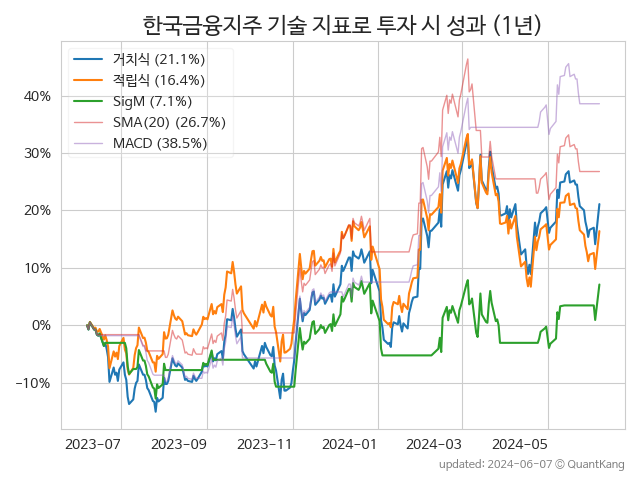 한국금융지주 기술 지표로 투자 시 성과 (1년)
거치식 (21.1%)
적립식 (16.4%)
SigM (7.1%)
SMA(20) (26.7%)
MACD (38.5%)
40%
30%
20%
10%
0%
−10%
2023-07 2023-09 2023-11 2024-01 2024-03 2024-05
updated: 2024-06-07 © QuantKang